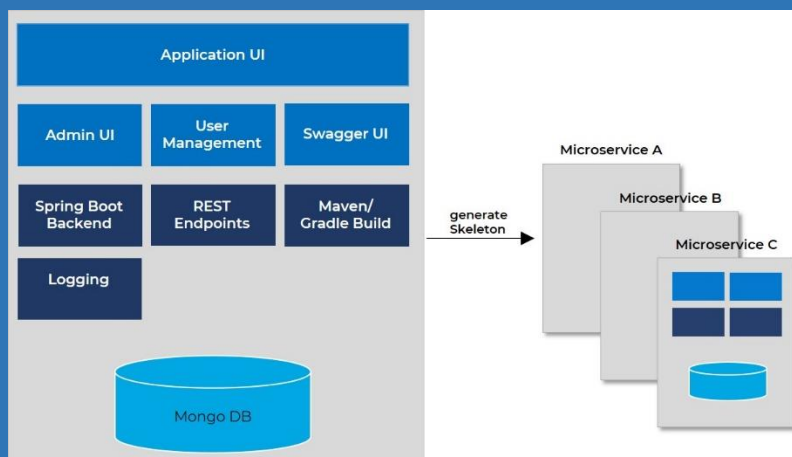 Application UI
Admin UI
User
Management
Swagger UI
Spring Boot
Backend
REST
Endpoints
Maven/
Gradle Build
Logging
Mongo DB
generate
Skeleton
Microservice A
Microservice B
Microservice C